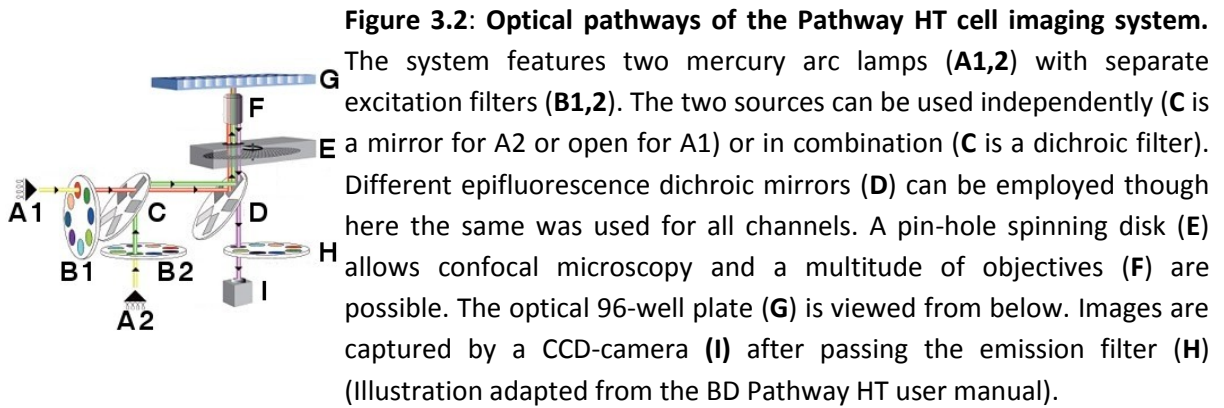 Figure 3.2: Optical pathways of the Pathway HT cell imaging system.
The system features two mercury arc lamps (A1,2) with separate
excitation filters (B1,2). The two sources can be used independently (C is
a mirror for A2 or open for A1) or in combination (C is a dichroic filter).
Different epifluorescence dichroic mirrors (D) can be employed though
here the same was used for all channels. A pin-hole spinning disk (E)
allows confocal microscopy and a multitude of objectives (F) are
possible. The optical 96-well plate (G) is viewed from below. Images are
captured by a CCD-camera (I) after passing the emission filter (H)
(Illustration adapted from the BD Pathway HT user manual).
G
F
E
A1
C
D
B1
B2
H
I
A2